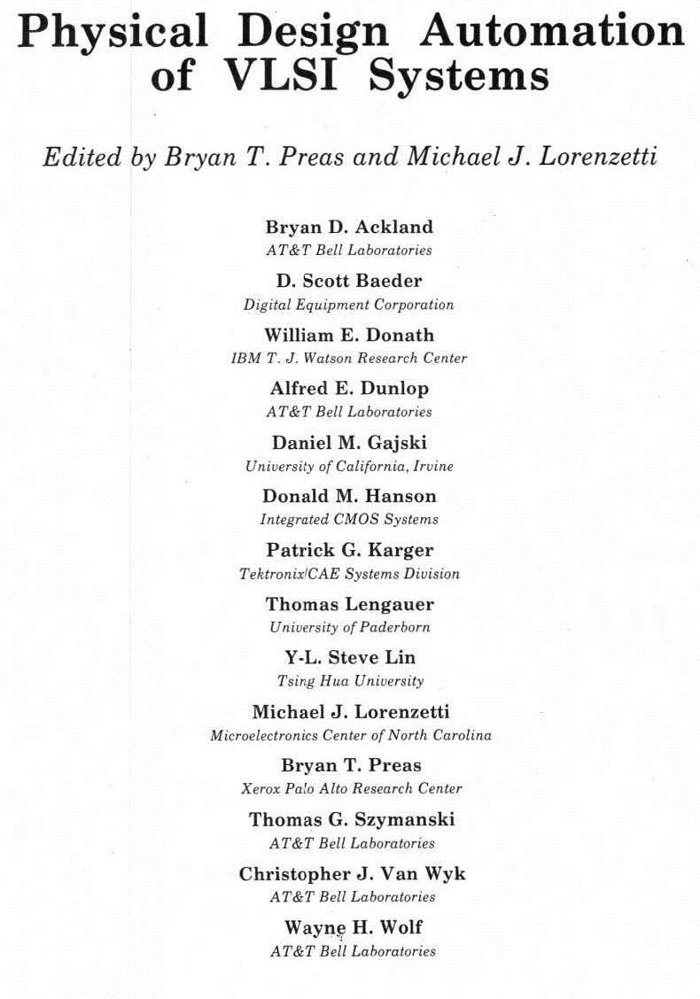 Physical Design Automation
of VLSI Systems
Edited by Bryan T. Preas and Michael J. Lorenzetti
Bryan D. Ackland
AT&T Bell Laboratories
D. Scott Baeder
Digital Equipment Corporation
William E. Donath
IBM T. J. Watson Research Center
Alfred E. Dunlop
AT&T Bell Laboratories
Daniel M. Gajski
University of California, Irvine
Donald M. Hanson
Integrated CMOS Systems
Patrick G. Karger
Tektronix/CAE Systems Division
Thomas Lengauer
University of Paderborn
Y-L. Steve Lin
Tsing Hua University
Michael J. Lorenzetti
Microelectronics Center of North Carolina
Bryan T. Preas
Xerox Palo Alto Research Center
Thomas G. Szymanski
AT&T Bell Laboratories
Christopher J. Van Wyk
AT&T Bell Laboratories
Wayne H. Wolf
AT&T Bell Laboratories